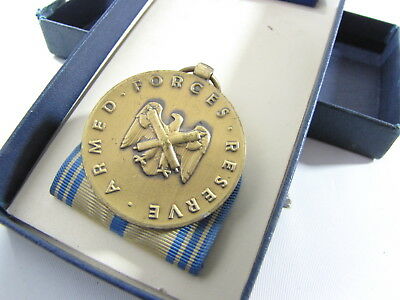 · ARMED · FORCES · RESERVE